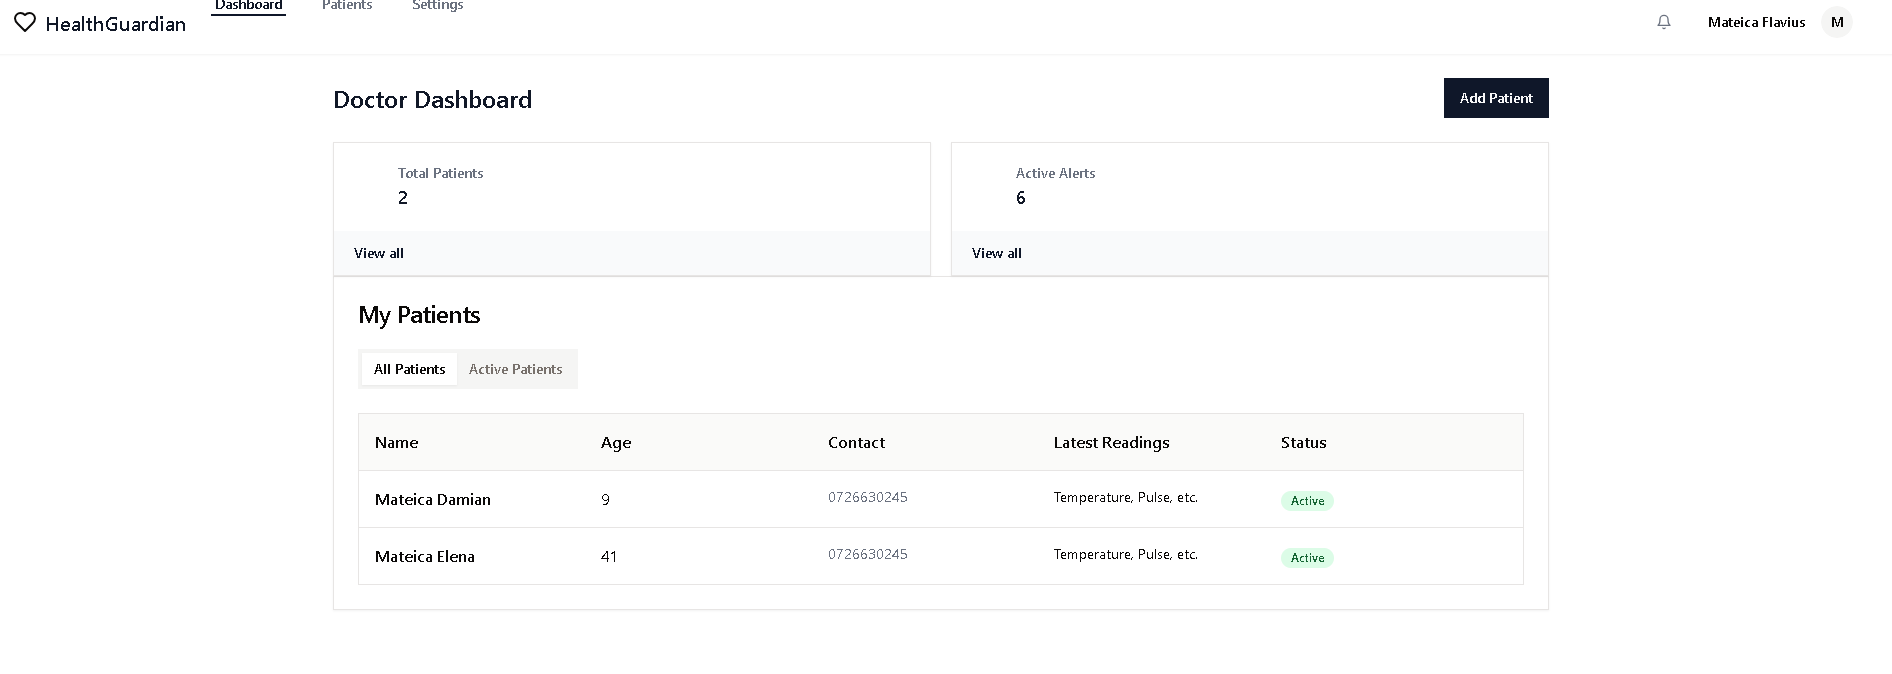 Dashboard Patients Settings
HealthGuardian
Mateica Flavius M
Doctor Dashboard
Add Patient
Total Patients
2
View all
Active Alerts
6
View all
My Patients
All Patients Active Patients
Name Age Contact Latest Readings Status
Mateica Damian 9 0726630245 Temperature, Pulse, etc. Active
Mateica Elena 41 0726630245 Temperature, Pulse, etc. Active